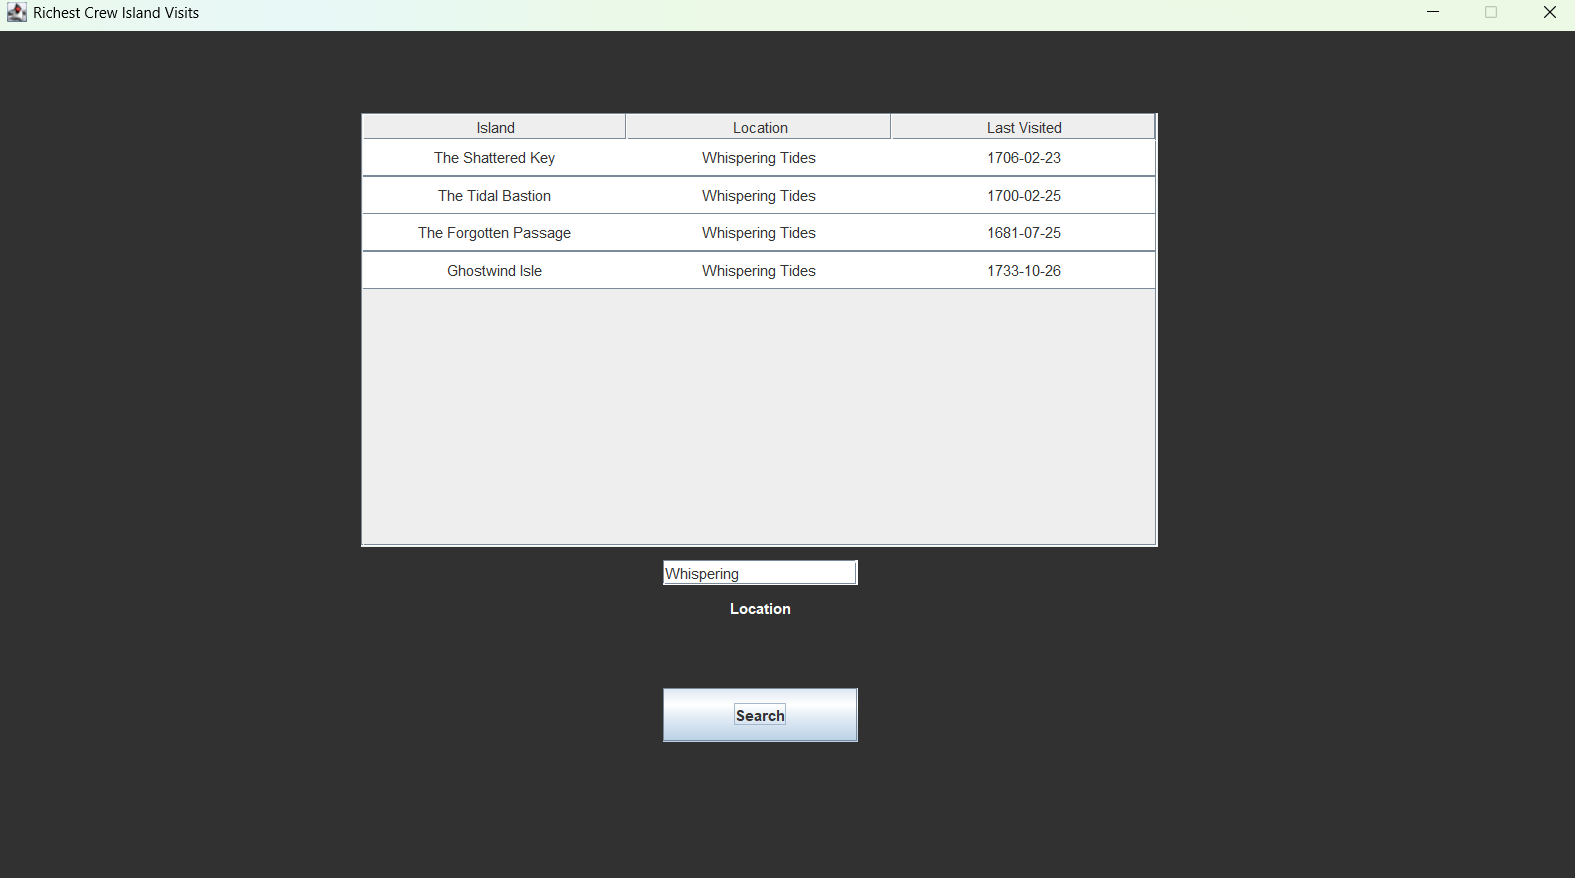 Richest Crew Island Visits
Island Location Last Visited
The Shattered Key Whispering Tides 1706-02-23
The Tidal Bastion Whispering Tides 1700-02-25
The Forgotten Passage Whispering Tides 1681-07-25
Ghostwind Isle Whispering Tides 1733-10-26
Whispering
Location
Search